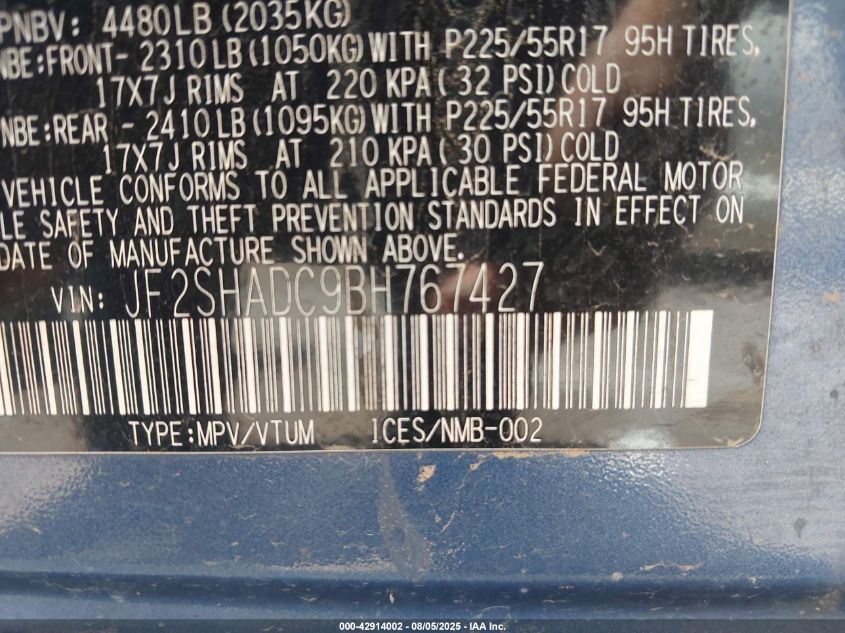 PNBV: 4480LB (2035KG)
NBE:FRONT- 2310LB (1050KG) WITH P225/55R17 95H TIRES,
17X7J RIMS AT 220 KPA (32 PSI) COLD
NBE:REAR - 2410LB (1095KG) WITH P225/55R17 95H TIRES,
17X7J RIMS AT 210 KPA (30 PSI) COLD
VEHICLE CONFORMS TO ALL APPLICABLE FEDERAL MOTOR
LE SAFETY AND THEFT PREVENTION STANDARDS IN EFFECT ON
DATE OF MANUFACTURE SHOWN ABOVE.
VIN: JF2SHADC9BH767427
TYPE:MPV/VTUM ICES/NMB-002
000-42914002 - 08/05/2025 - IAA Inc.